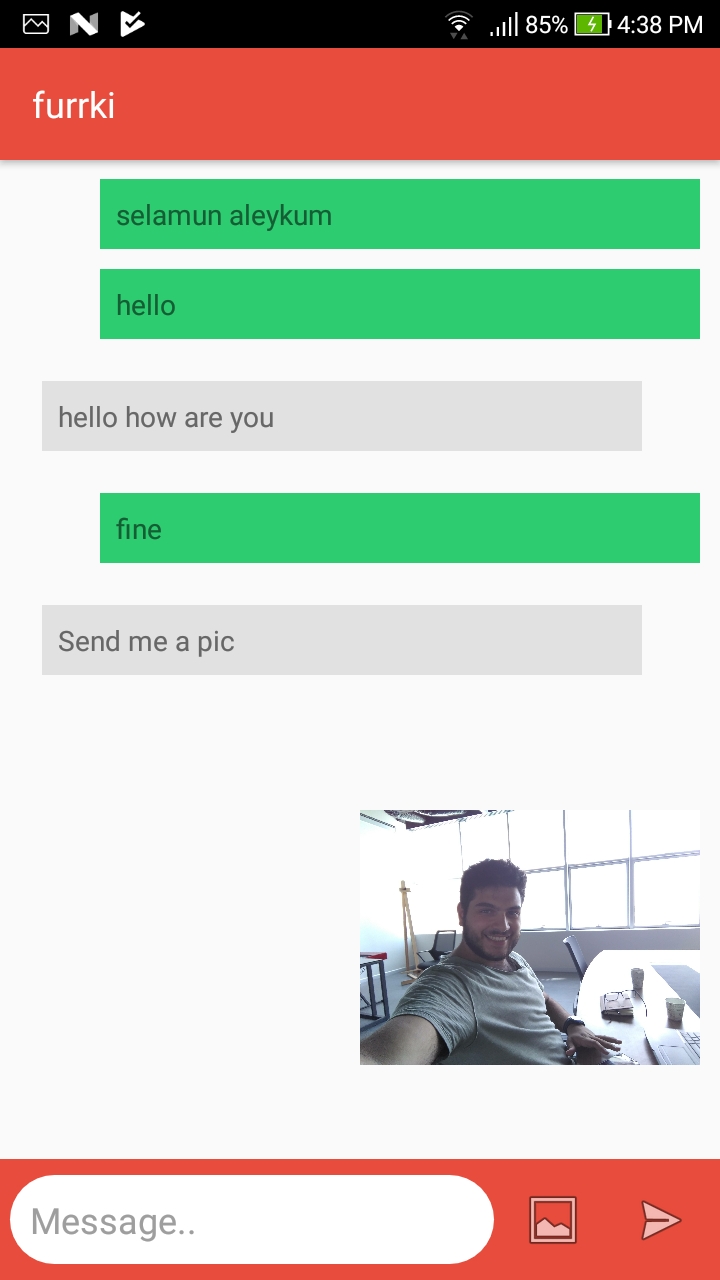 85% 4:38 PM
furrki
selamun aleykum
hello
hello how are you
fine
Send me a pic
Message..